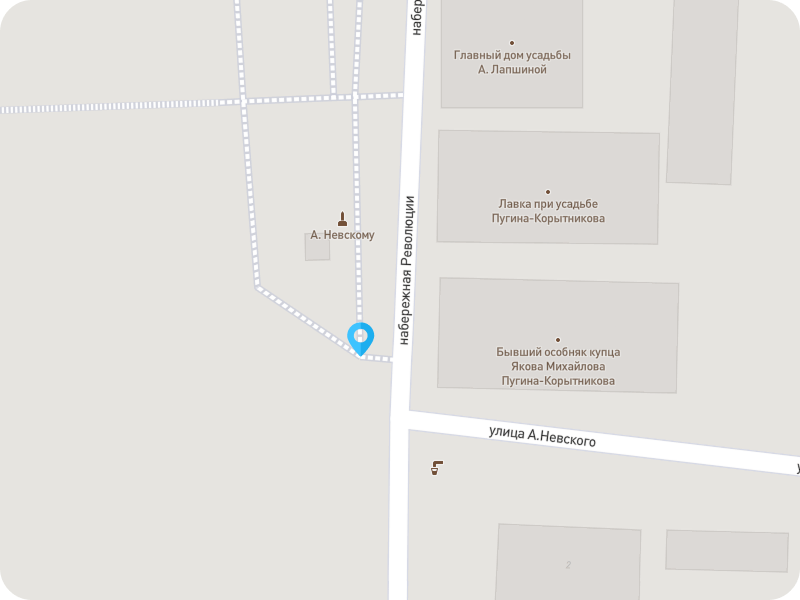 набер
Главный дом усадьбы
А. Лапшиной
Лавка при усадьбе
Пугина-Корытникова
А. Невскому
набережная Революции
Бывший особняк купца
Якова Михайлова
Пугина-Корытникова
улица А.Невского
у
2